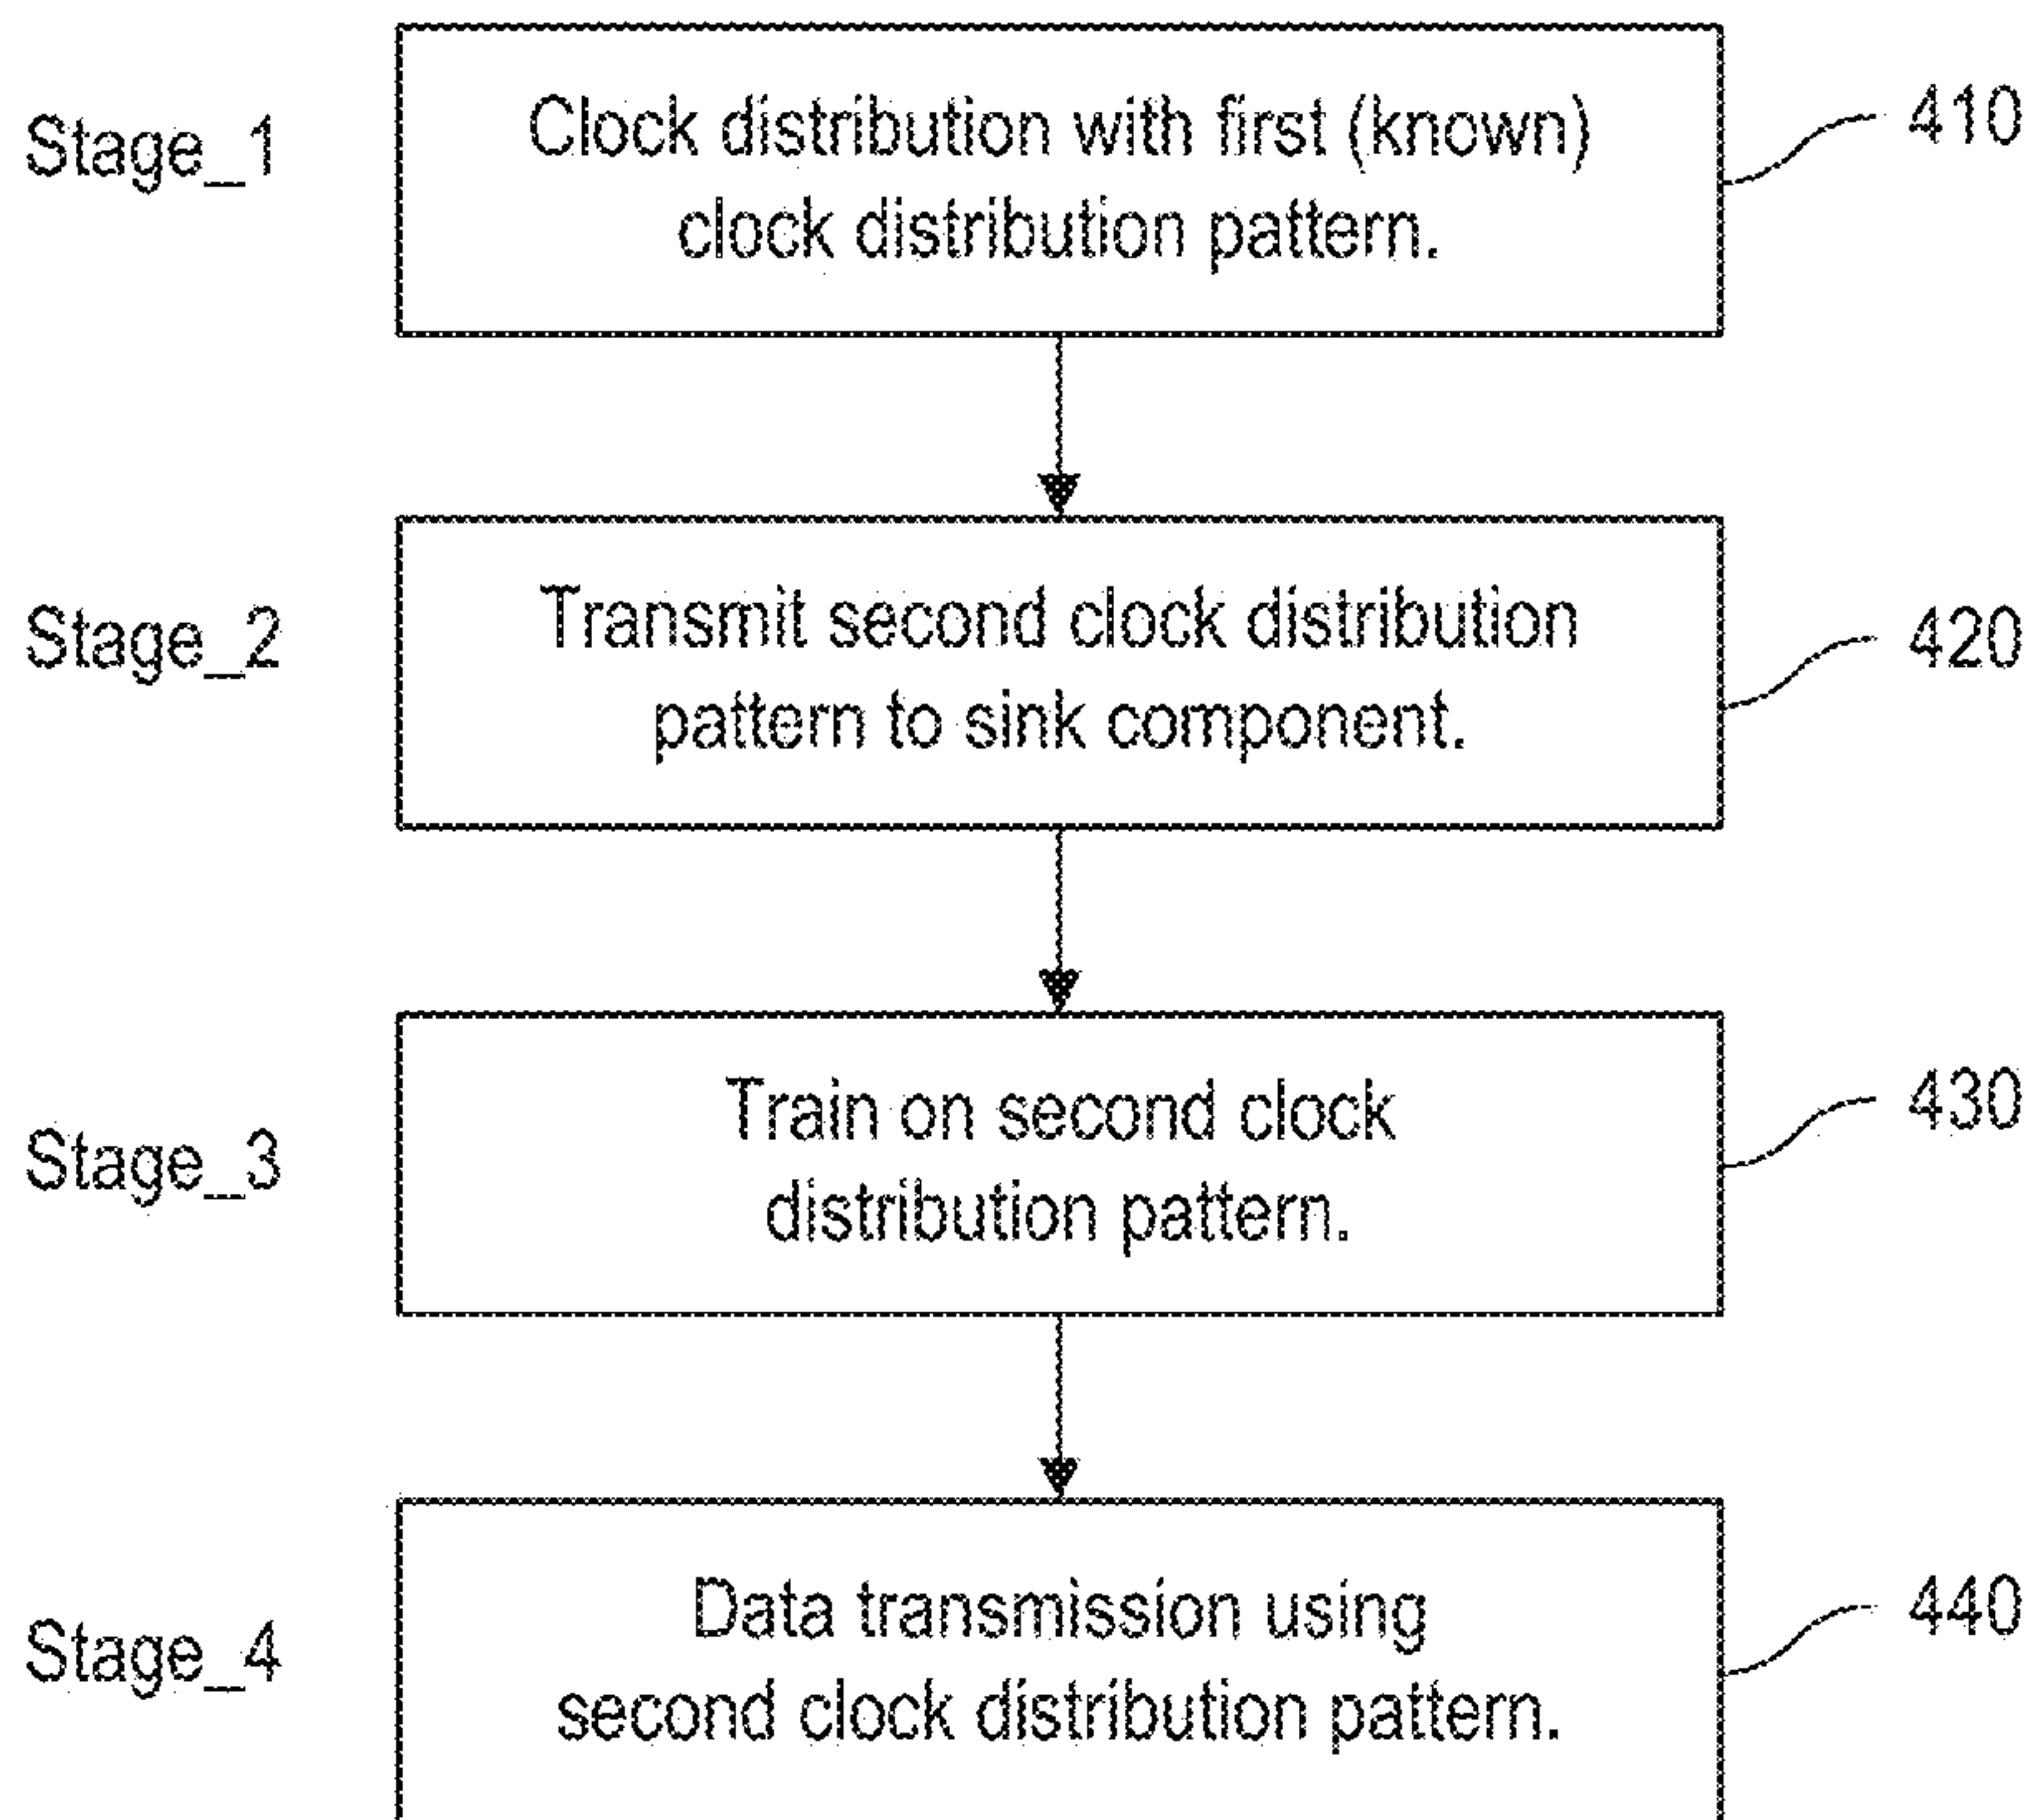 Stage_1
Clock distribution with first (known)
clock distribution pattern.
410
Stage_2
Transmit second clock distribution
pattern to sink component.
420
Stage_3
Train on second clock
distribution pattern.
430
Stage_4
Data transmission using
second clock distribution pattern.
440